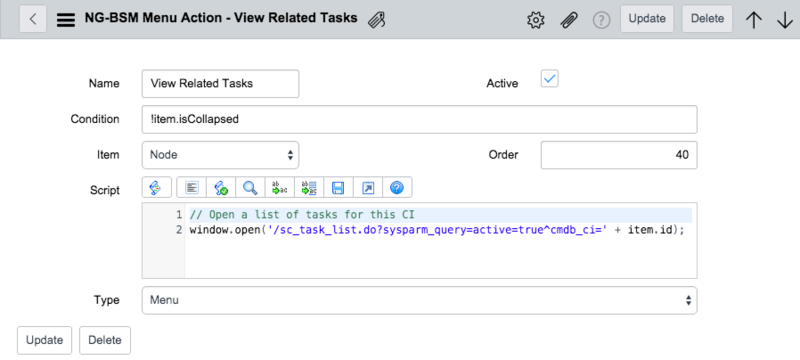 NG-BSM Menu Action - View Related Tasks
Update
Delete
Name
View Related Tasks
Active
Condition
!item.isCollapsed
Item
Node
Order
40
Script
1 // Open a list of tasks for this CI
2 window.open('/sc_task_list.do?sysparm_query=active=true^cmdb_ci=' + item.id);
Type
Menu
Update
Delete